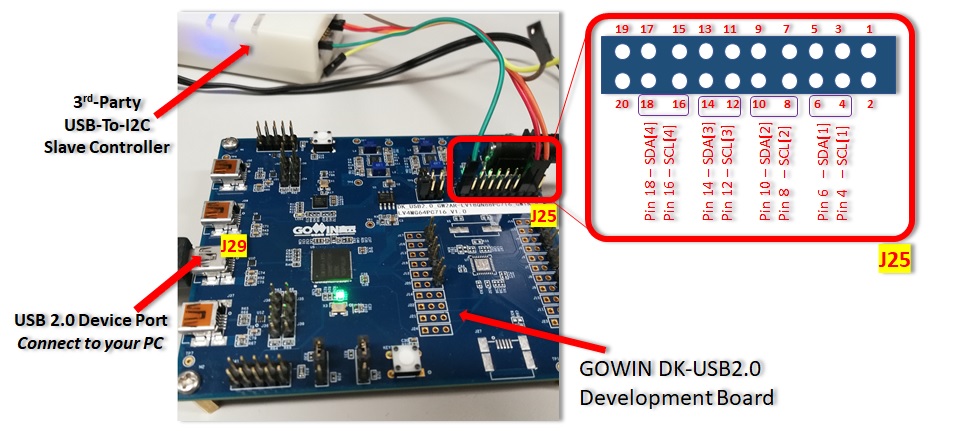 3rd-Party
USB-To-I2C
Slave Controller
J29
USB 2.0 Device Port
Connect to your PC
GOWIN
J25
GOWIN DK-USB2.0
Development Board
19 17 15 13 11 9 7 5 3 1
20 18 16 14 12 10 8 6 4 2
Pin 18 – SDA[4]
Pin 16 – SCL[4]
Pin 14 – SDA[3]
Pin 12 – SCL[3]
Pin 10 – SDA[2]
Pin 8 – SCL[2]
Pin 6 – SDA[1]
Pin 4 – SCL[1]
J25